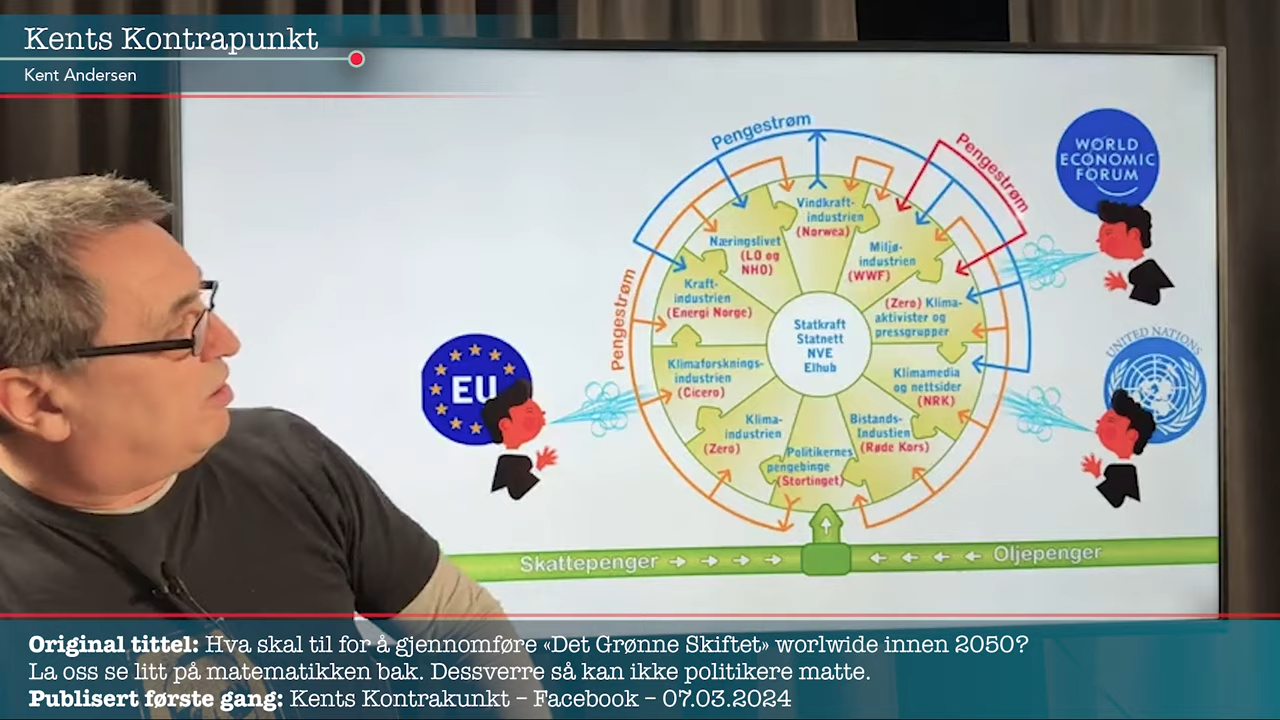 Kents Kontrapunkt
Kent Andersen
Pengestrøm
Pengestrøm
Pengestrøm
WORLD
ECONOMIC
FORUM
Vindkraft-
industrien
(Norwea)
Næringslivet
(LO og
NHO)
Miljø-
industrien
(WWF)
Kraft-
industrien
(Energi Norge)
(Zero) Klima-
aktivister og
pressgrupper
Statkraft
Statnett
NVE
Elhub
UNITED NATIONS
EU
Klimaforsknings-
industrien
(Cicero)
Klimamedia
og nettsider
(NRK)
Klima-
industrien
(Zero)
Bistands-
Industien
(Røde Kors)
Politikernes
pengebinge
(Stortinget)
Skattepenger
Oljepenger
Original tittel: Hva skal til for å gjennomføre «Det Grønne Skiftet» worlwide innen 2050?
La oss se litt på matematikken bak. Dessverre så kan ikke politikere matte.
Publisert første gang: Kents Kontrakunkt – Facebook – 07.03.2024